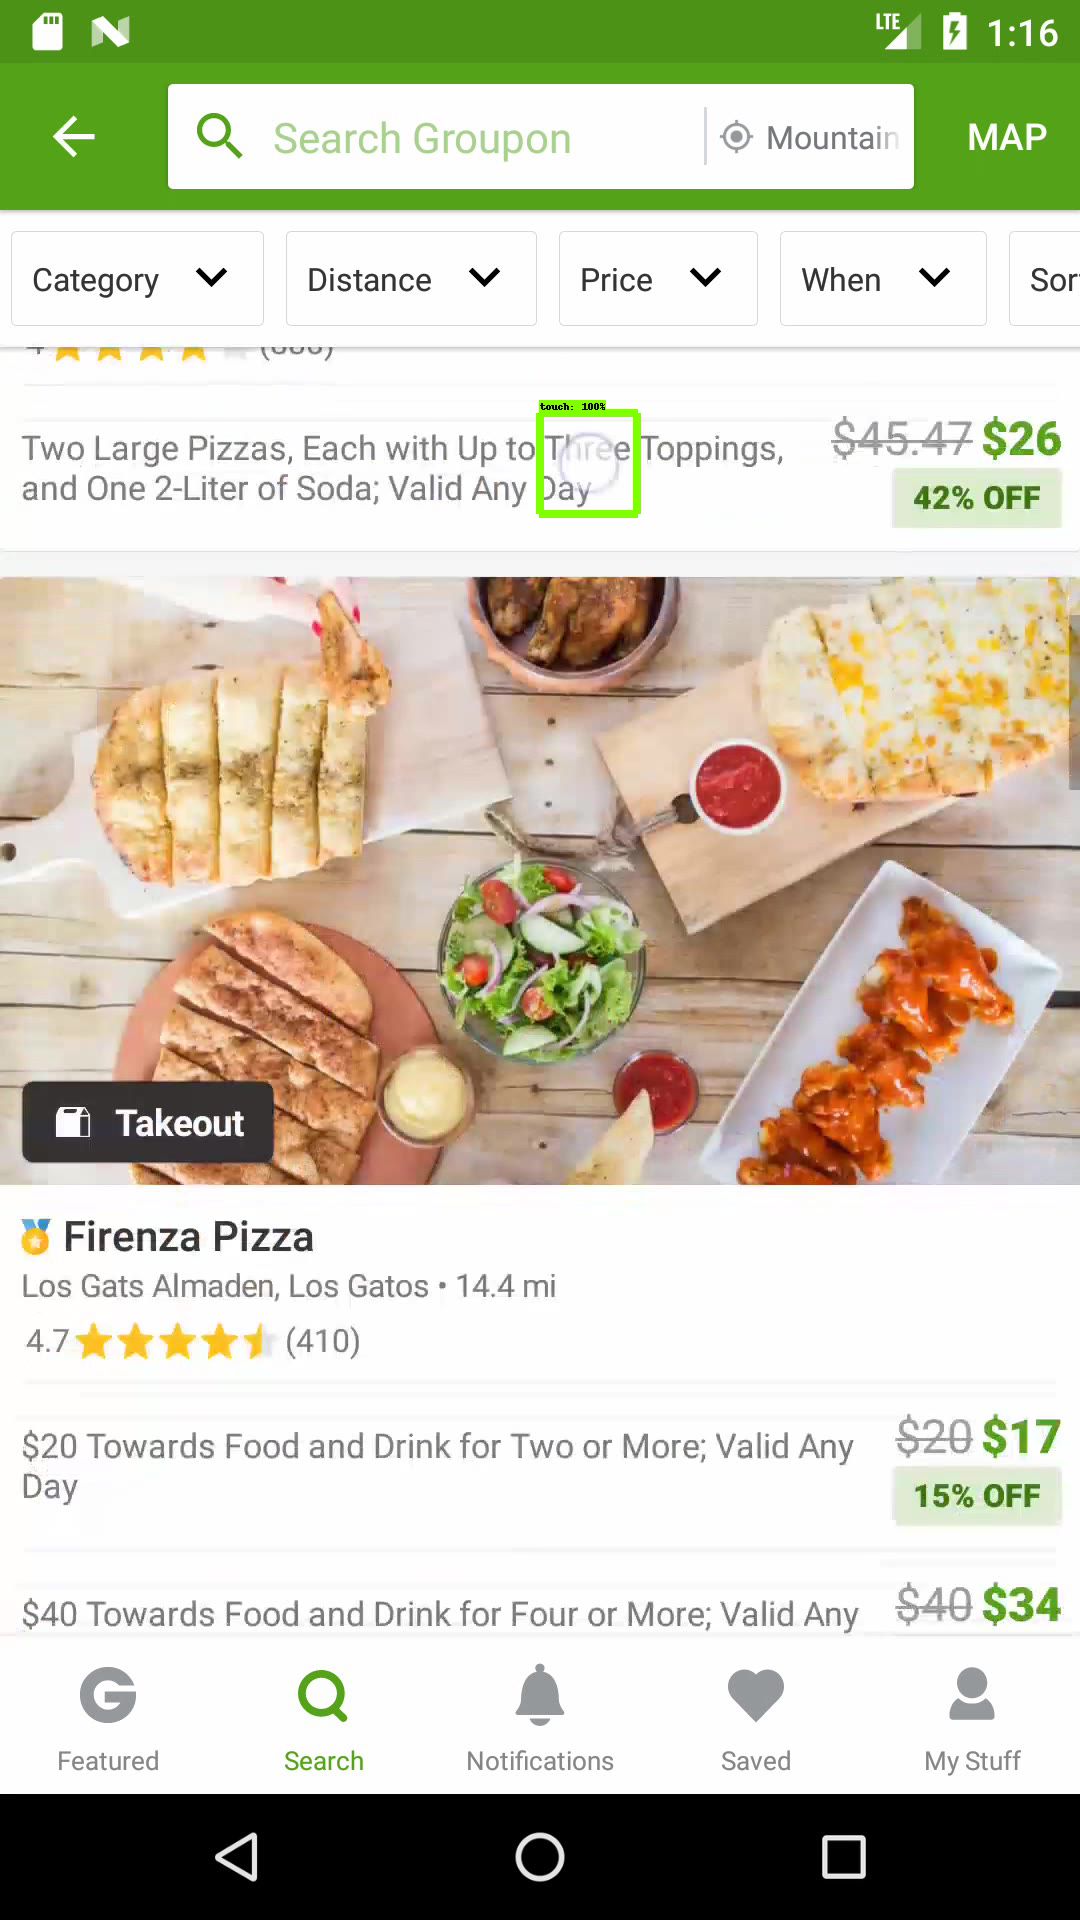 LTE 1:16
Search Groupon Mountain MAP
Category Distance Price When Sor
4
touch: 100%
Two Large Pizzas, Each with Up to Three Toppings, $45.47 $26
and One 2-Liter of Soda; Valid Any Day 42% OFF
Takeout
Firenza Pizza
Los Gats Almaden, Los Gatos • 14.4 mi
4.7 (410)
$20 Towards Food and Drink for Two or More; Valid Any $20 $17
Day 15% OFF
$40 Towards Food and Drink for Four or More; Valid Any $40 $34
Featured Search Notifications Saved My Stuff